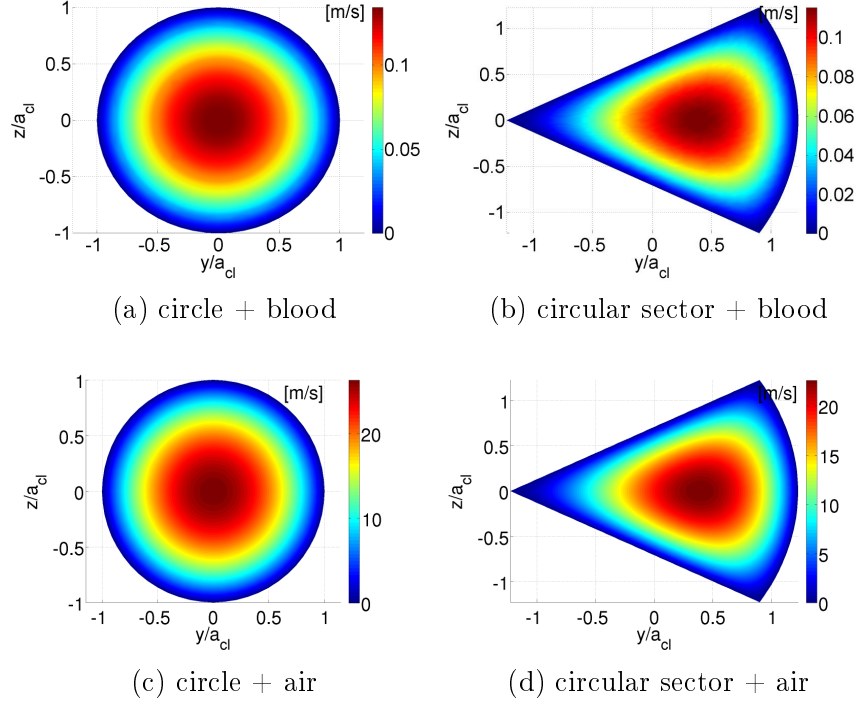 [m/s]
1
0.5
0
-0.5
-1
z/a_cl
-1 -0.5 0 0.5 1
y/a_cl
0.1
0.05
0
(a) circle + blood
[m/s]
1
0.5
0
-0.5
-1
z/a_cl
-1 -0.5 0 0.5 1
y/a_cl
0.1
0.08
0.06
0.04
0.02
0
(b) circular sector + blood
[m/s]
1
0.5
0
-0.5
-1
z/a_cl
-1 -0.5 0 0.5 1
y/a_cl
20
10
0
(c) circle + air
[m/s]
1
0.5
0
-0.5
-1
z/a_cl
-1 -0.5 0 0.5 1
y/a_cl
20
15
10
5
0
(d) circular sector + air